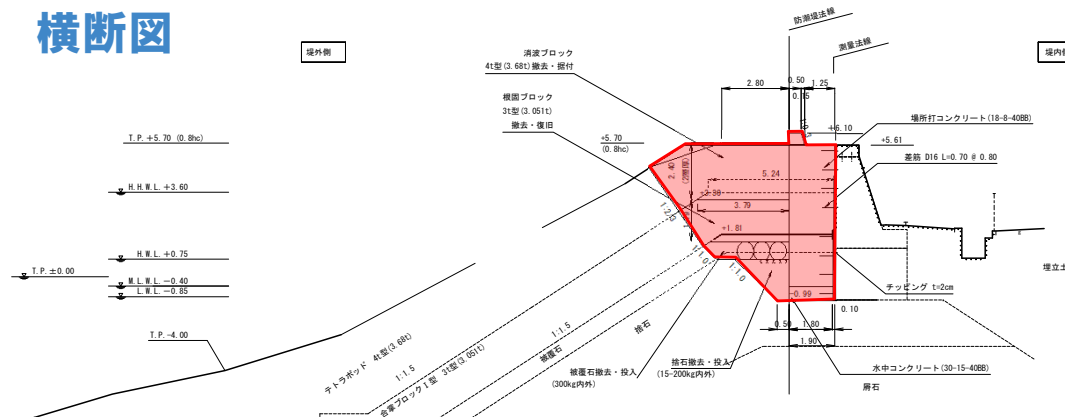 横断図
堤外側
防潮堤法線
測量法線
堤内側
消波ブロック
4t型(3.68t)撤去・据付
2.80
0.50
1.25
0.15
根固ブロック
3t型(3.051t)
撤去・復旧
+6.10
場所打コンクリート(18-8-40BB)
T.P. +5.70 (0.8hc)
+5.70
(0.8hc)
+5.61
差筋 D16 L=0.70 @ 0.80
2.40
(2層厚)
5.24
H.H.W.L. +3.60
+3.30
3.79
1:2.3
+1.81
H.W.L. +0.75
1:1.0
1:1.0
T.P. ±0.00
埋立土
M.L.W.L. -0.40
L.W.L. -0.85
-0.99
チッピング t=2cm
0.10
0.50
1.80
1.90
T.P.-4.00
1:1.5
捨石
被覆石
1:1.5
テトラポッド 4t型(3.68t)
合掌ブロックⅠ型 3t型(3.051t)
被覆石撤去・投入
(300kg内外)
捨石撤去・投入
(15-200kg内外)
水中コンクリート(30-15-40BB)
屑石